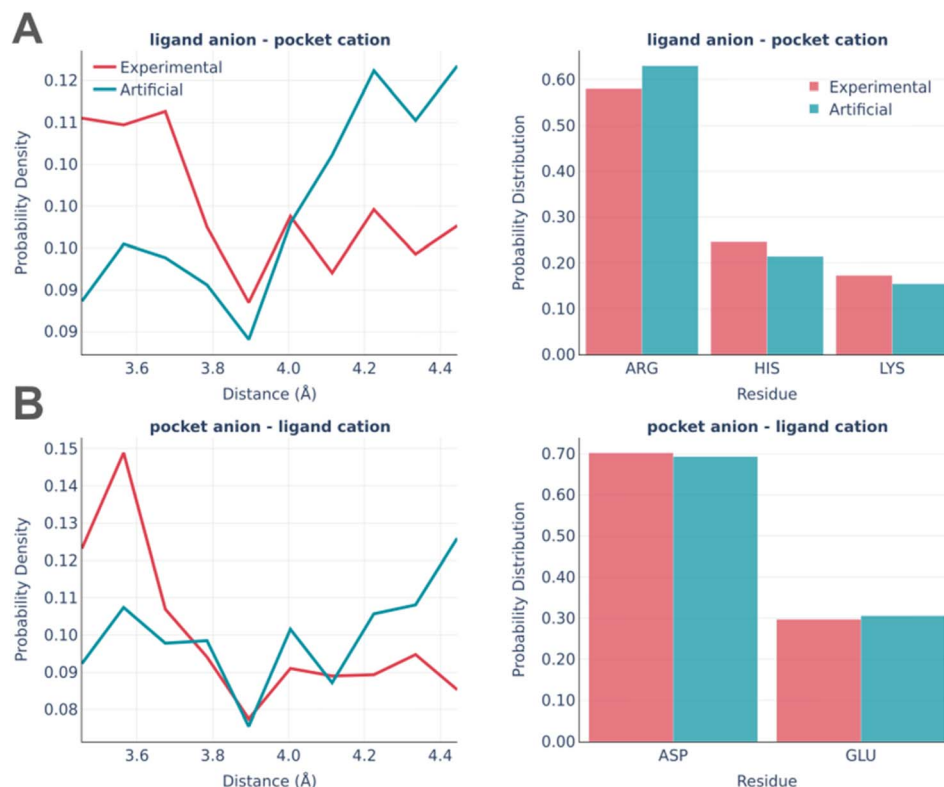 A
ligand anion - pocket cation
Experimental
Artificial
0.12
0.11
0.10
0.10
0.10
0.09
0.09
Probability Density
3.6 3.8 4.0 4.2 4.4
Distance (Å)
ligand anion - pocket cation
Experimental
Artificial
0.60
0.50
0.40
0.30
0.20
0.10
0.00
Probability Distribution
ARG HIS LYS
Residue
B
pocket anion - ligand cation
0.15
0.14
0.13
0.12
0.11
0.10
0.09
0.08
Probability Density
3.6 3.8 4.0 4.2 4.4
Distance (Å)
pocket anion - ligand cation
0.70
0.60
0.50
0.40
0.30
0.20
0.10
0.00
Probability Distribution
ASP GLU
Residue